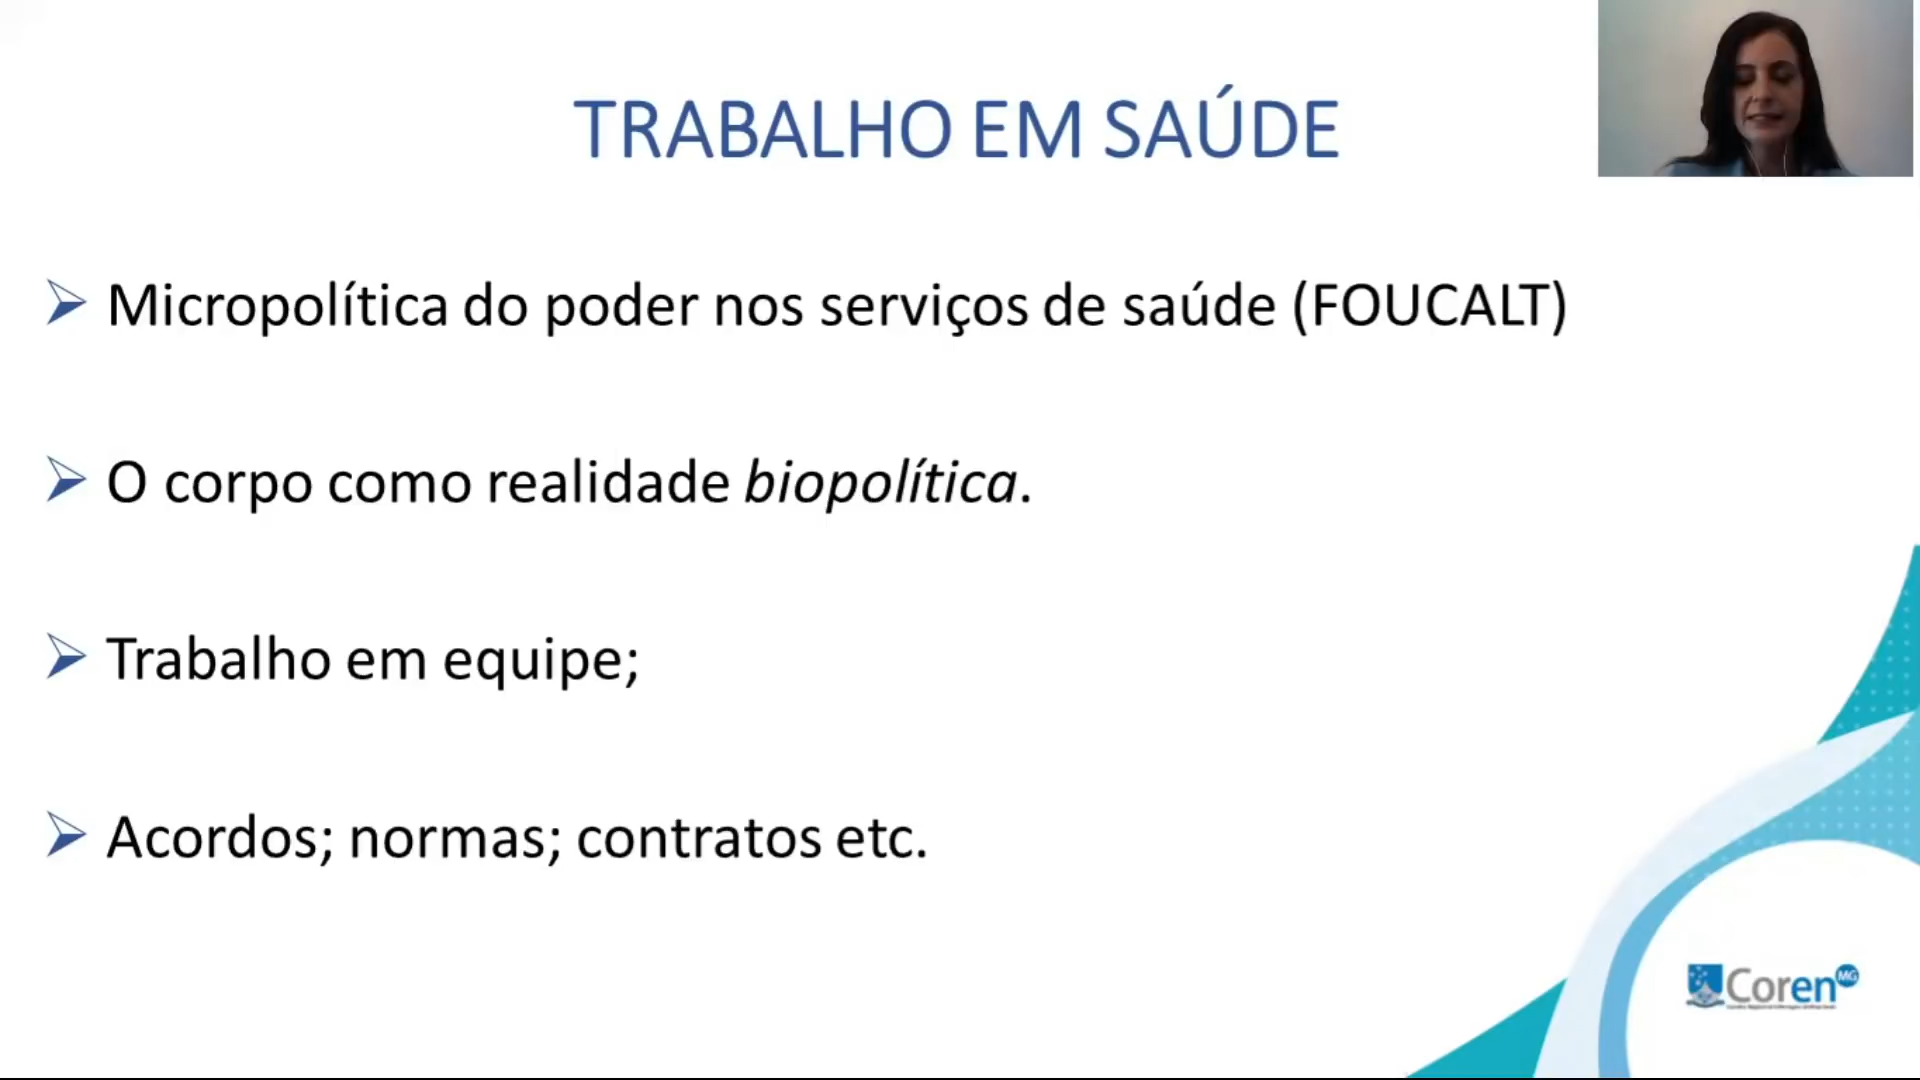 TRABALHO EM SAÚDE
Micropolítica do poder nos serviços de saúde (FOUCALT)
O corpo como realidade biopolítica.
Trabalho em equipe;
Acordos; normas; contratos etc.
Coren MG